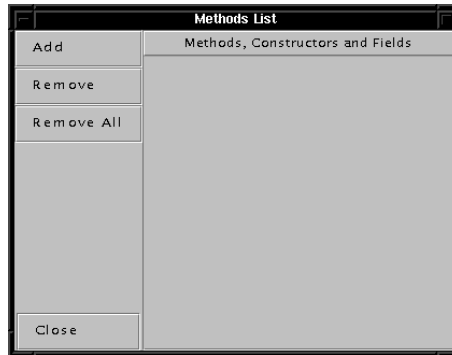 Methods List
Add
Methods, Constructors and Fields
Remove
Remove All
Close